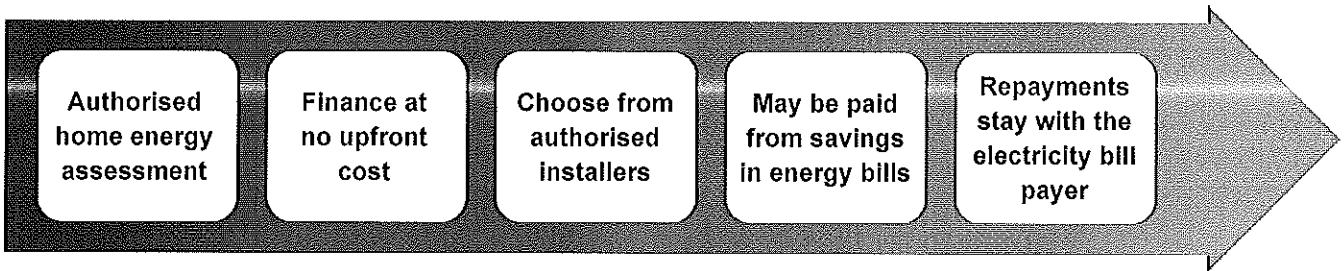 Authorised
home energy
assessment
Finance at
no upfront
cost
Choose from
authorised
installers
May be paid
from savings
in energy bills
Repayments
stay with the
electricity bill
payer